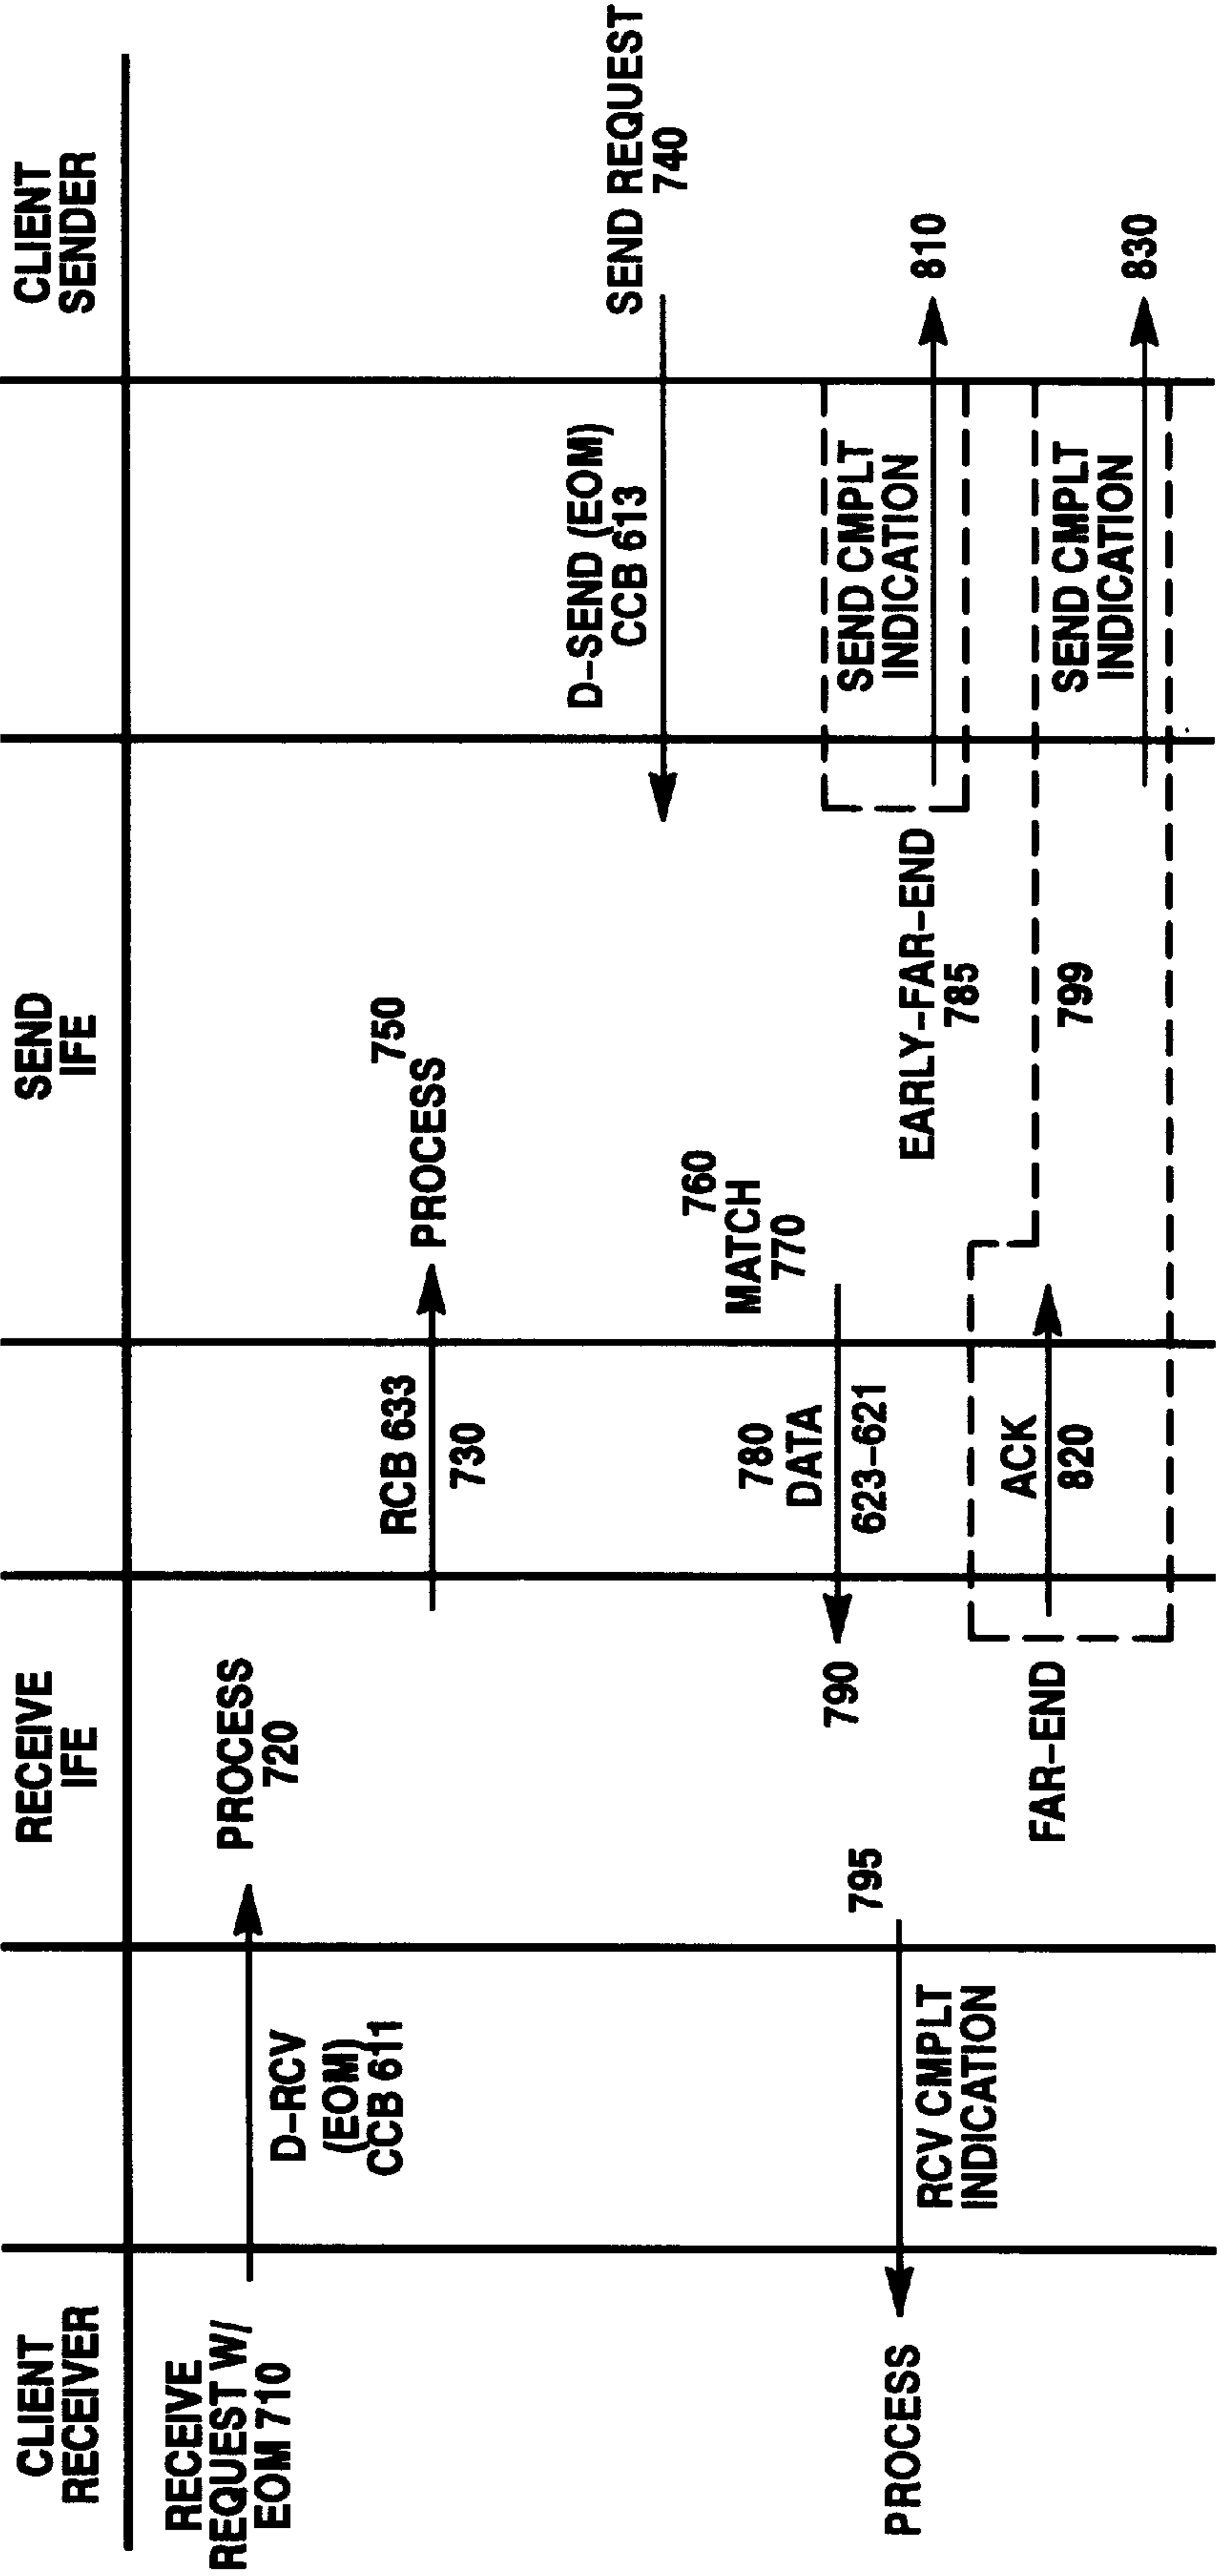 CLIENT
RECEIVER
RECEIVE
IFE
SEND
IFE
CLIENT
SENDER
RECEIVE
REQUEST W/
EOM 710
D-RCV
(EOM)
CCB 611
PROCESS
720
RCB 633
730
750
PROCESS
D-SEND (EOM)
CCB 613
SEND REQUEST
740
760
MATCH
770
780
DATA
623-621
790
795
RCV CMPLT
INDICATION
PROCESS
EARLY-FAR-END
785
SEND CMPLT
INDICATION
810
FAR-END
ACK
820
799
SEND CMPLT
INDICATION
830